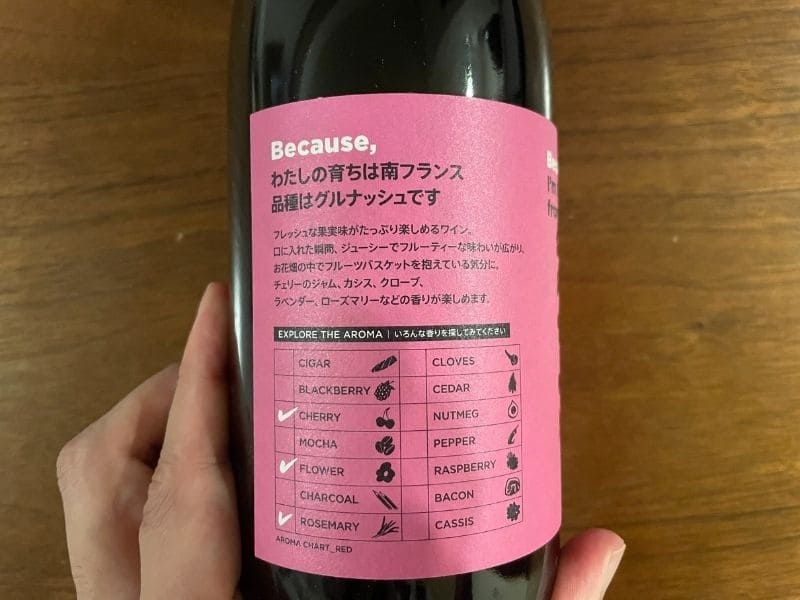 Because,
わたしの育ちは南フランス
品種はグルナッシュです
フレッシュな果実味がたっぷり楽しめるワイン。
口に入れた瞬間、ジューシーでフルーティーな味わいが広がり、
お花畑の中でフルーツバスケットを抱えている気分に。
チェリーのジャム、カシス、クローブ、
ラベンダー、ローズマリーなどの香りが楽しめます。
EXPLORE THE AROMA | いろんな香りを探してみてください
CIGAR CLOVES
BLACKBERRY CEDAR
CHERRY NUTMEG
MOCHA PEPPER
FLOWER RASPBERRY
CHARCOAL BACON
ROSEMARY CASSIS
AROMA CHART_RED
I'm